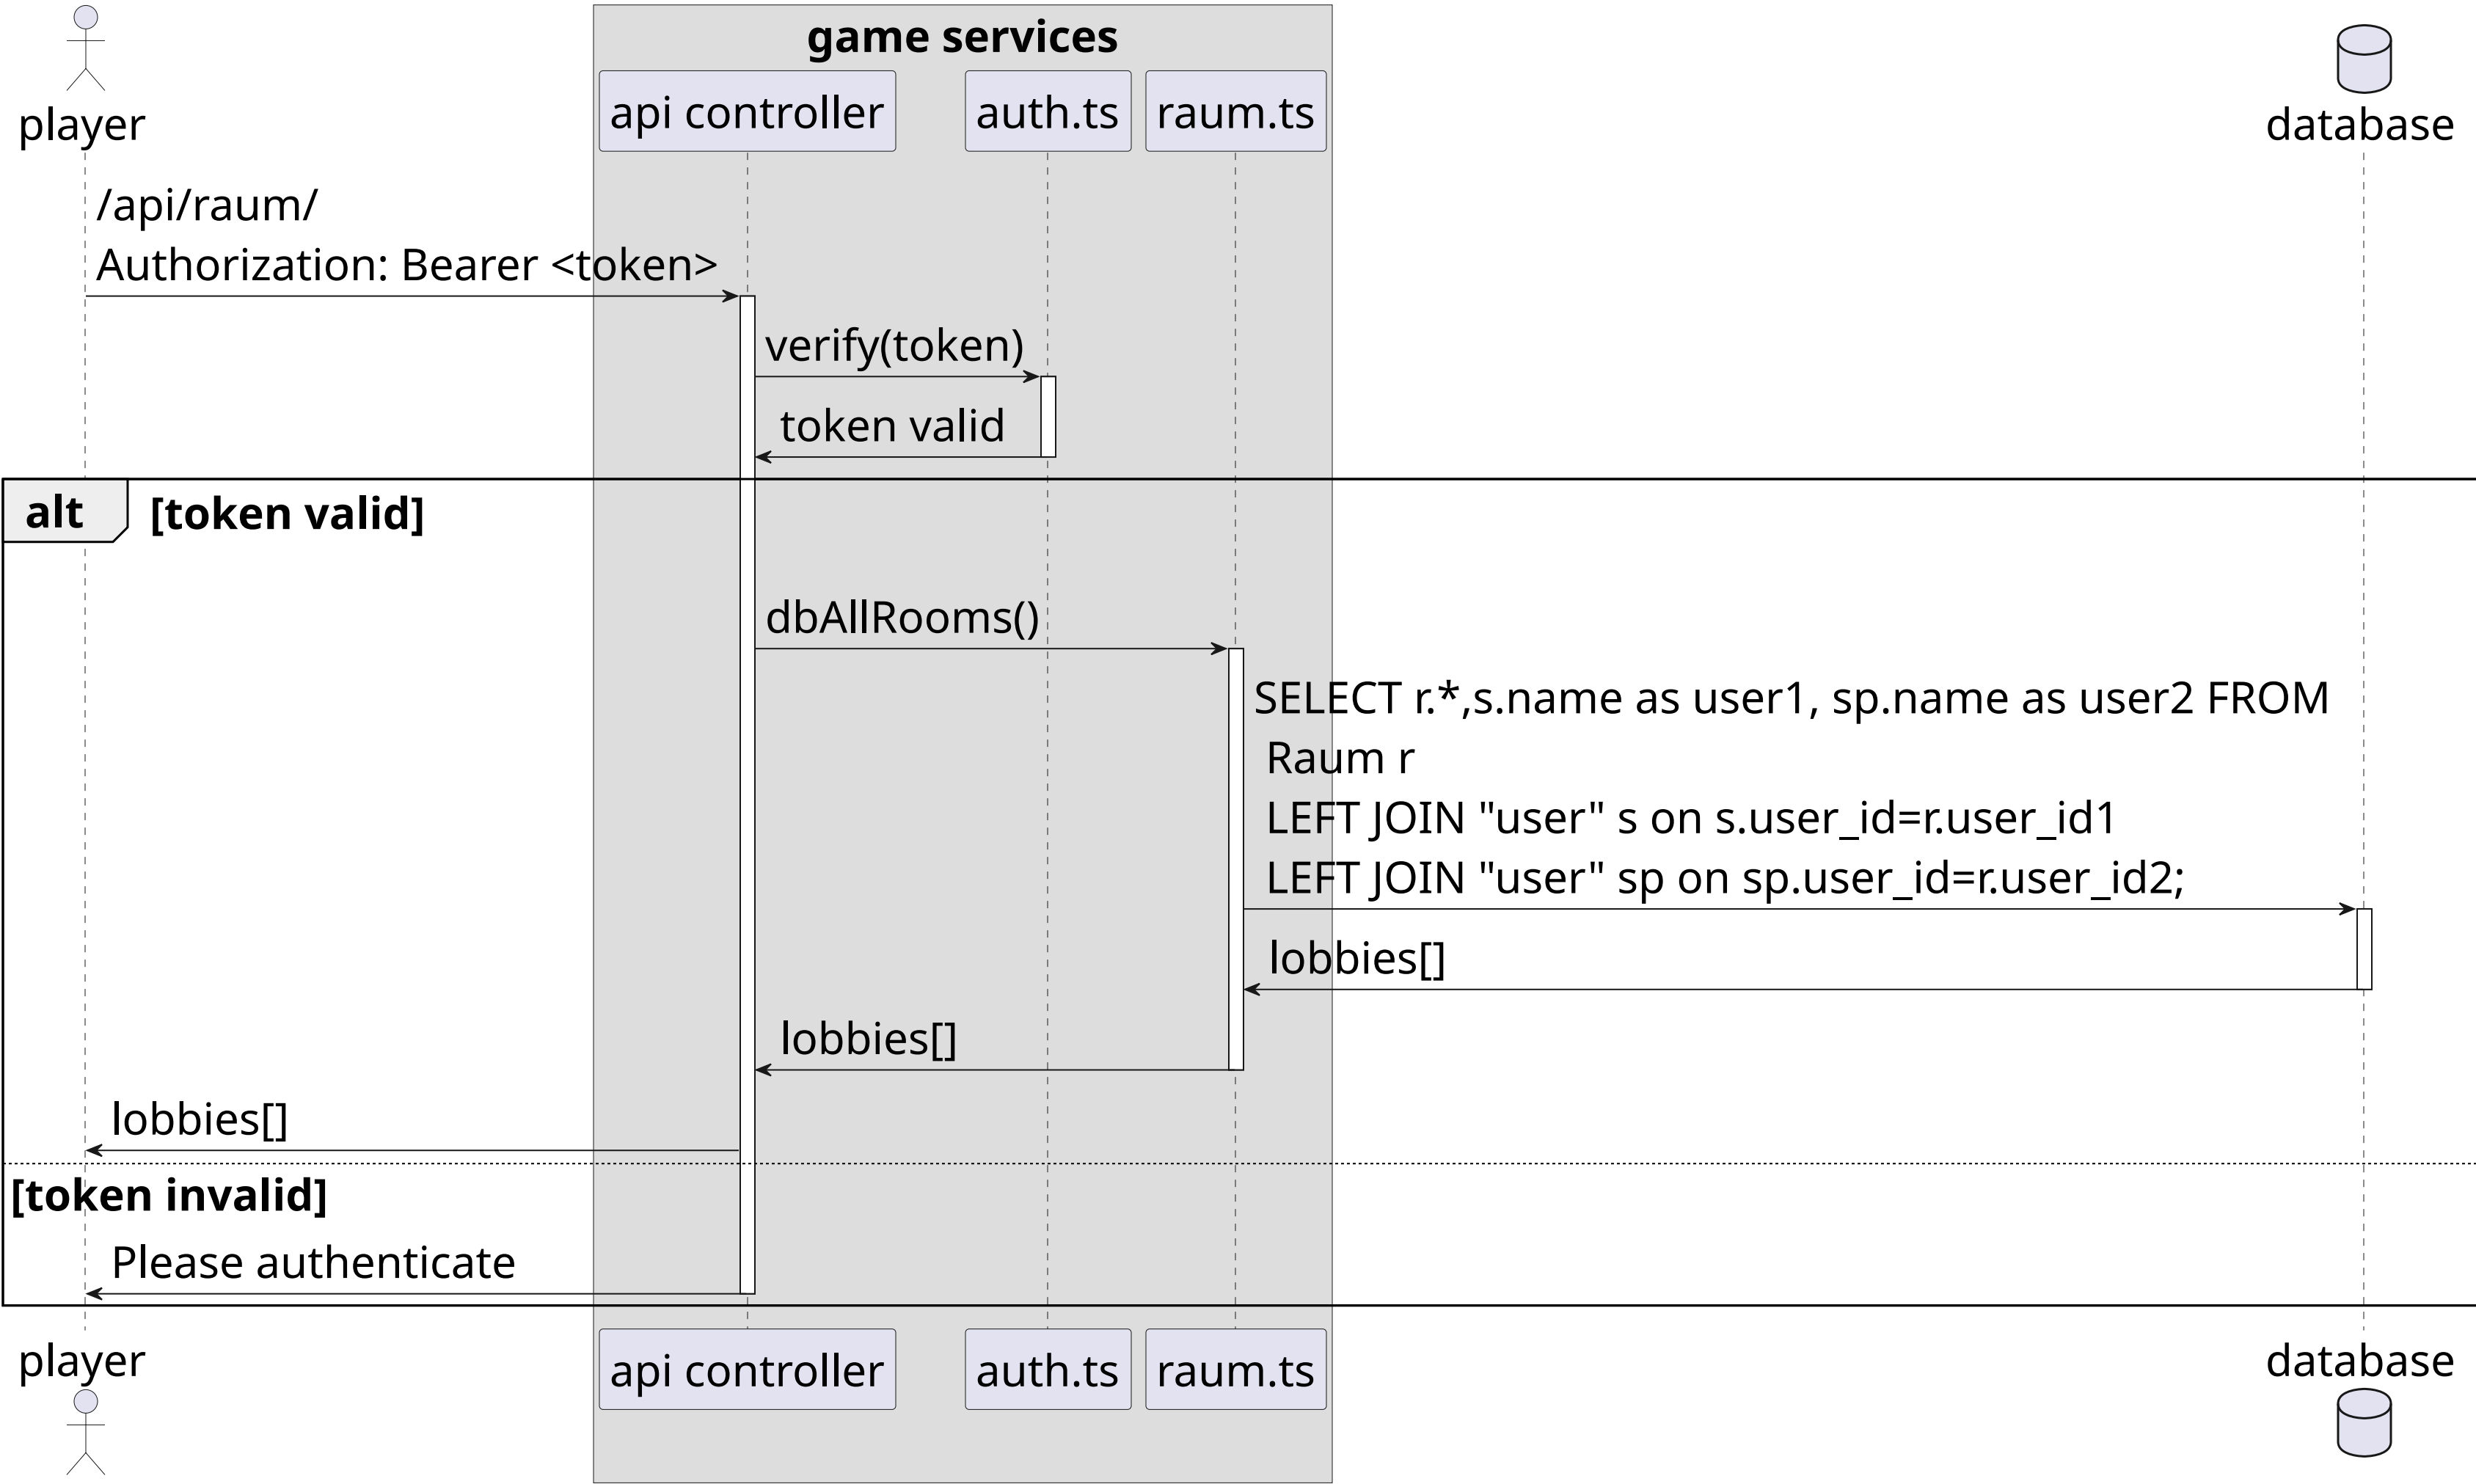 game services
player
api controller
auth.ts
raum.ts
database
/api/raum/
Authorization: Bearer <token>
verify(token)
token valid
alt
[token valid]
dbAllRooms()
SELECT r.*,s.name as user1, sp.name as user2 FROM
Raum r
LEFT JOIN "user" s on s.user_id=r.user_id1
LEFT JOIN "user" sp on sp.user_id=r.user_id2;
lobbies[]
lobbies[]
lobbies[]
[token invalid]
Please authenticate
player
api controller
auth.ts
raum.ts
database